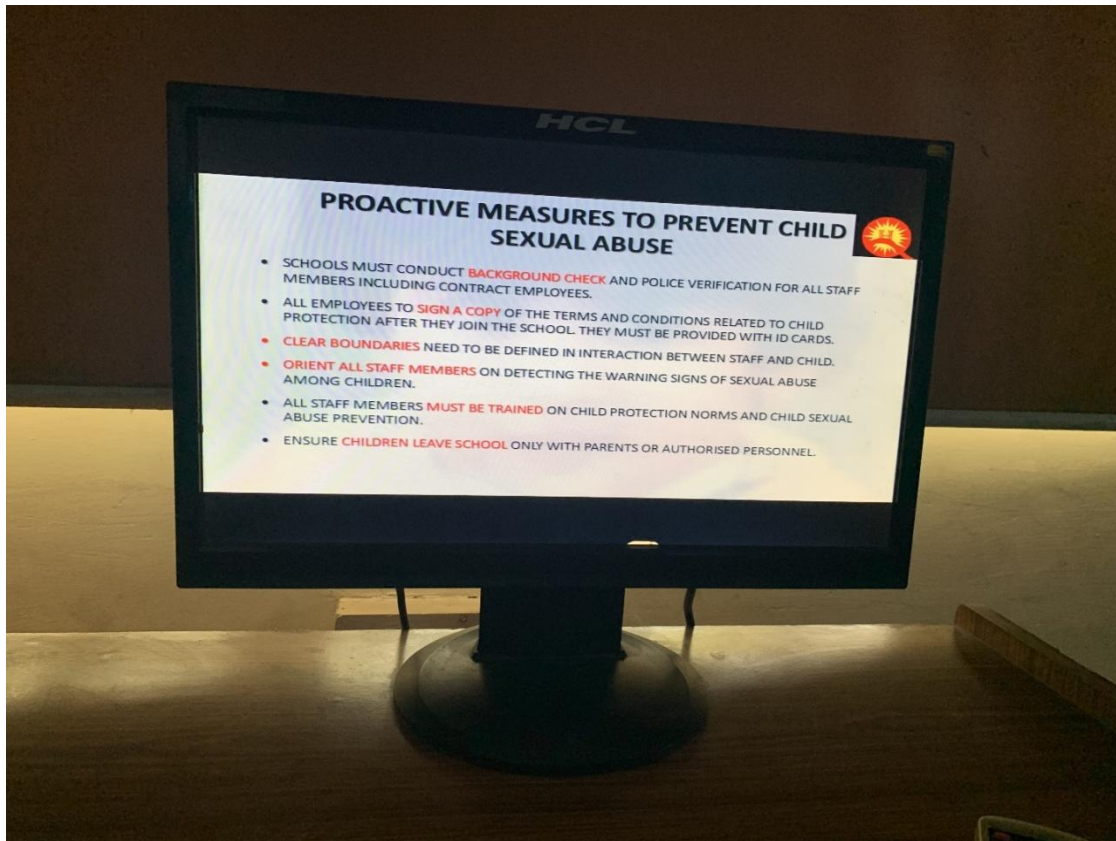 HCL
PROACTIVE MEASURES TO PREVENT CHILD
SEXUAL ABUSE
• SCHOOLS MUST CONDUCT BACKGROUND CHECK AND POLICE VERIFICATION FOR ALL STAFF
MEMBERS INCLUDING CONTRACT EMPLOYEES.
• ALL EMPLOYEES TO SIGN A COPY OF THE TERMS AND CONDITIONS RELATED TO CHILD
PROTECTION AFTER THEY JOIN THE SCHOOL. THEY MUST BE PROVIDED WITH ID CARDS.
• CLEAR BOUNDARIES NEED TO BE DEFINED IN INTERACTION BETWEEN STAFF AND CHILD.
• ORIENT ALL STAFF MEMBERS ON DETECTING THE WARNING SIGNS OF SEXUAL ABUSE
AMONG CHILDREN.
• ALL STAFF MEMBERS MUST BE TRAINED ON CHILD PROTECTION NORMS AND CHILD SEXUAL
ABUSE PREVENTION.
• ENSURE CHILDREN LEAVE SCHOOL ONLY WITH PARENTS OR AUTHORISED PERSONNEL.